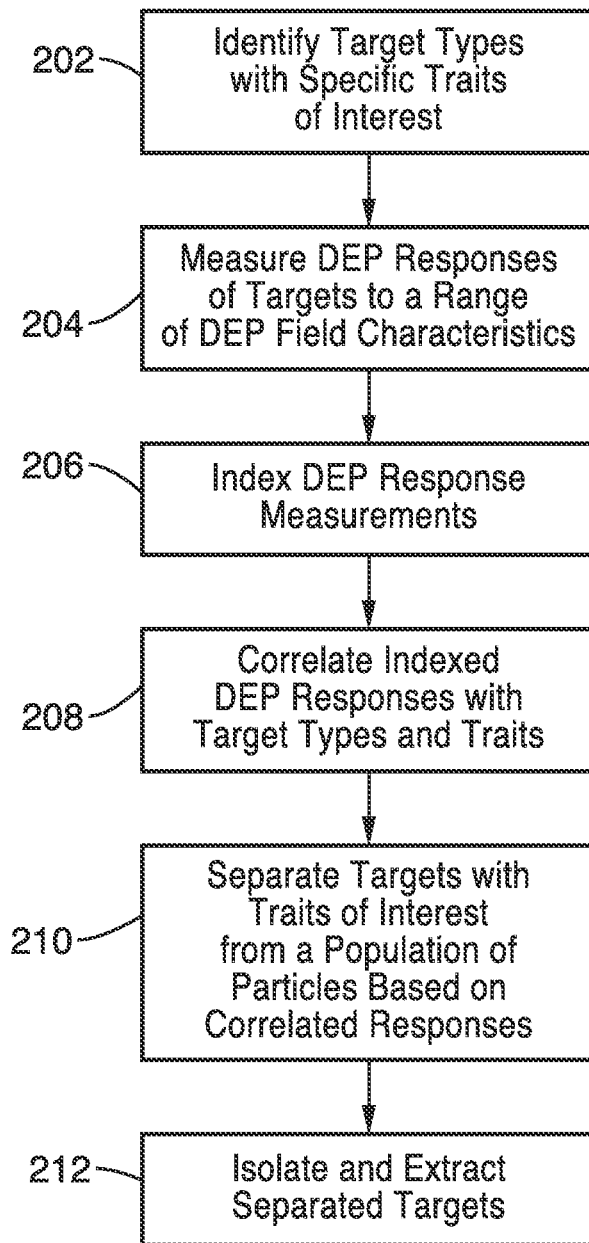 202
Identify Target Types
with Specific Traits
of Interest
204
Measure DEP Responses
of Targets to a Range
of DEP Field Characteristics
206
Index DEP Response
Measurements
208
Correlate Indexed
DEP Responses with
Target Types and Traits
210
Separate Targets with
Traits of Interest
from a Population of
Particles Based on
Correlated Responses
212
Isolate and Extract
Separated Targets